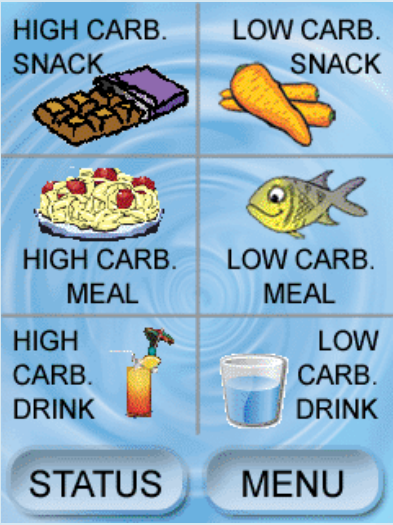 HIGH CARB.
SNACK
LOW CARB.
SNACK
HIGH CARB.
MEAL
LOW CARB.
MEAL
HIGH
CARB.
DRINK
LOW
CARB.
DRINK
STATUS
MENU